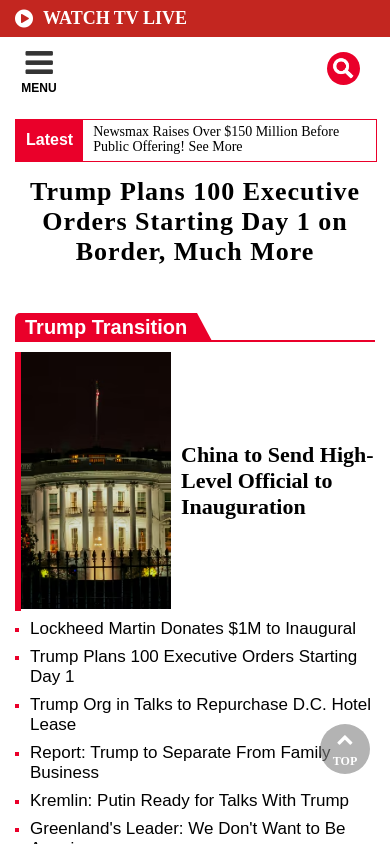 WATCH TV LIVE
MENU
Latest
Newsmax Raises Over $150 Million Before
Public Offering! See More
Trump Plans 100 Executive
Orders Starting Day 1 on
Border, Much More
Trump Transition
China to Send High-
Level Official to
Inauguration
Lockheed Martin Donates $1M to Inaugural
Trump Plans 100 Executive Orders Starting
Day 1
Trump Org in Talks to Repurchase D.C. Hotel
Lease
Report: Trump to Separate From Family
Business
TOP
Kremlin: Putin Ready for Talks With Trump
Greenland's Leader: We Don't Want to Be